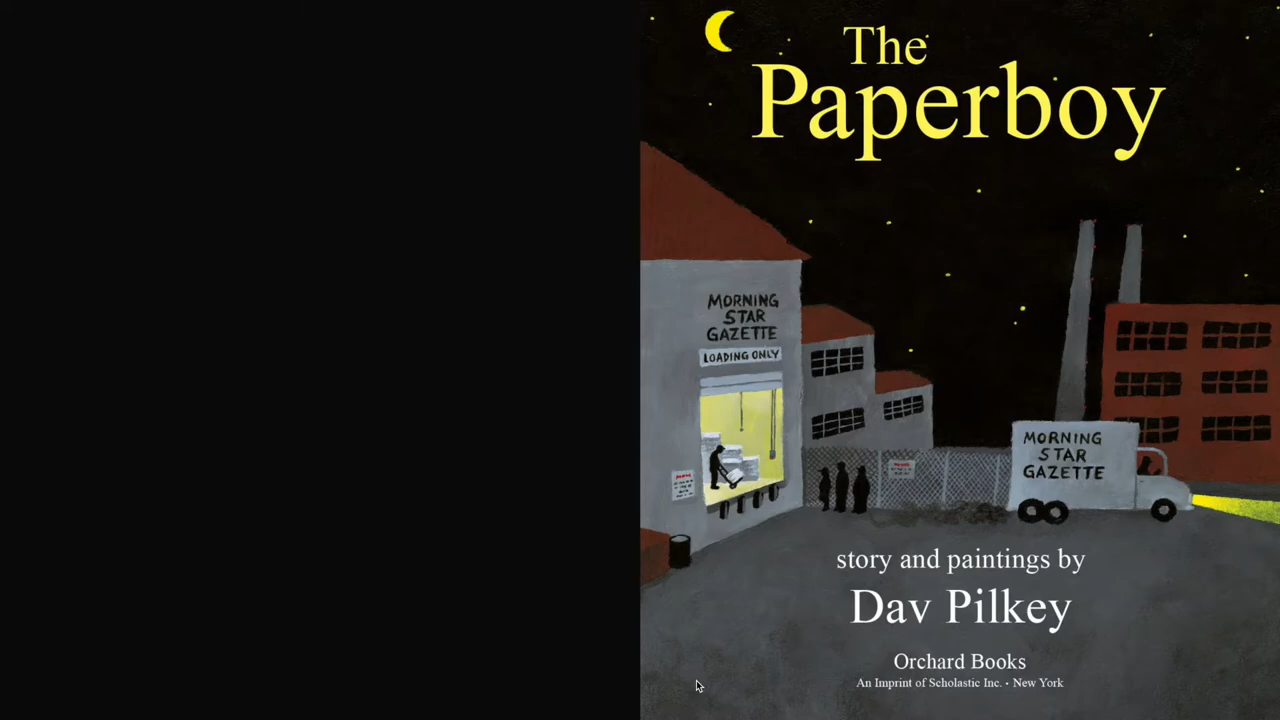 The
Paperboy
MORNING
STAR
GAZETTE
LOADING ONLY
MORNING
STAR
GAZETTE
story and paintings by
Dav Pilkey
Orchard Books
An Imprint of Scholastic Inc. • New York